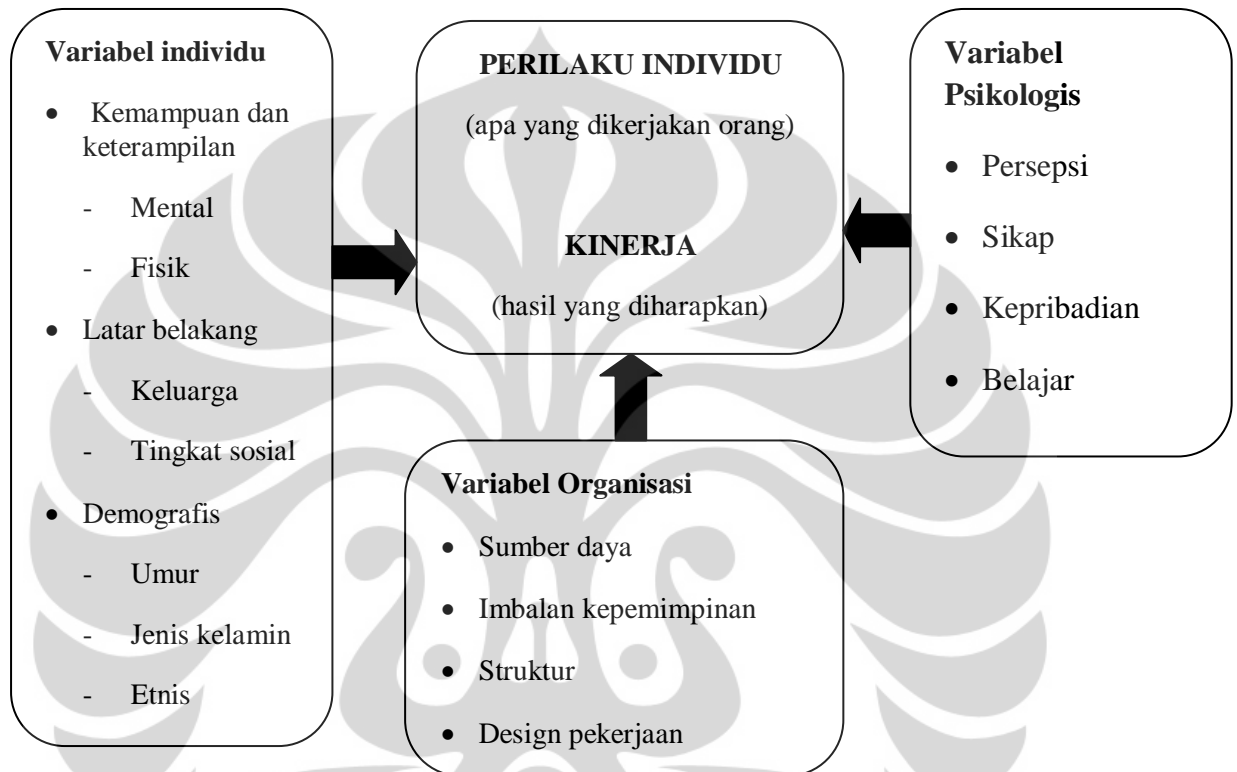 Variabel individu
• Kemampuan dan
keterampilan
- Mental
- Fisik
• Latar belakang
- Keluarga
- Tingkat sosial
• Demografis
- Umur
- Jenis kelamin
- Etnis
PERILAKU INDIVIDU
(apa yang dikerjakan orang)
KINERJA
(hasil yang diharapkan)
Variabel Organisasi
• Sumber daya
• Imbalan kepemimpinan
• Struktur
• Design pekerjaan
Variabel
Psikologis
• Persepsi
• Sikap
• Kepribadian
• Belajar